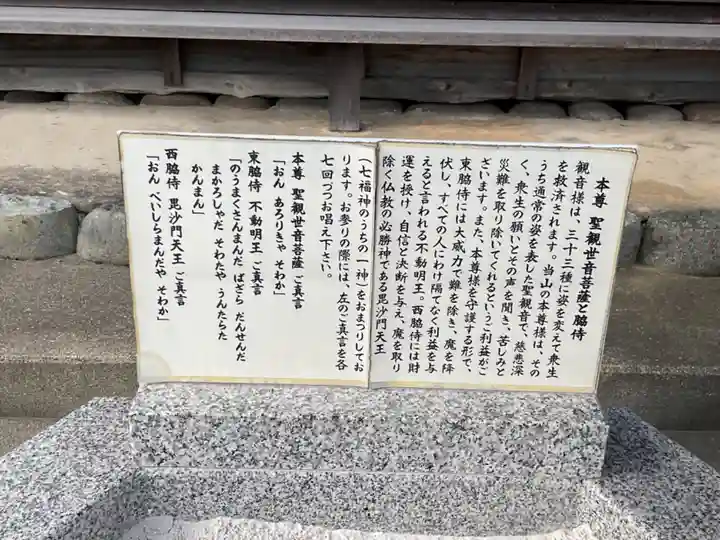 本尊 聖観世音菩薩と脇侍
観音様は、三十三種に姿を変えて衆生
を救済されます。当山の本尊様は、その
うち通常の姿を表した聖観音で、慈悲深
く、衆生の願いとその声を聞き、苦しみと
災難を取り除いてくれるというご利益がご
ざいます。また、本尊様を守護する形で、
東脇侍には大威力で難を除き、魔を降
伏し、すべての人にわけ隔てなく利益を与
えると言われる不動明王。西脇侍には財
運を授け、自信と決断を与え、魔を取り
除く仏教の必勝神である毘沙門天王
(七福神のうちの一神)をおまつりしてお
ります。お参りの際には、左のご真言を各
七回づつお唱え下さい。
本尊 聖観世音菩薩 ご真言
「おん あろりきゃ そわか」
東脇侍 不動明王 ご真言
「のうまくさんまんだ ばざら だんせんだ
まかろしゃだ そわたや うんたらた
かんまん」
西脇侍 毘沙門天王 ご真言
「おん べいしらまんだや そわか」